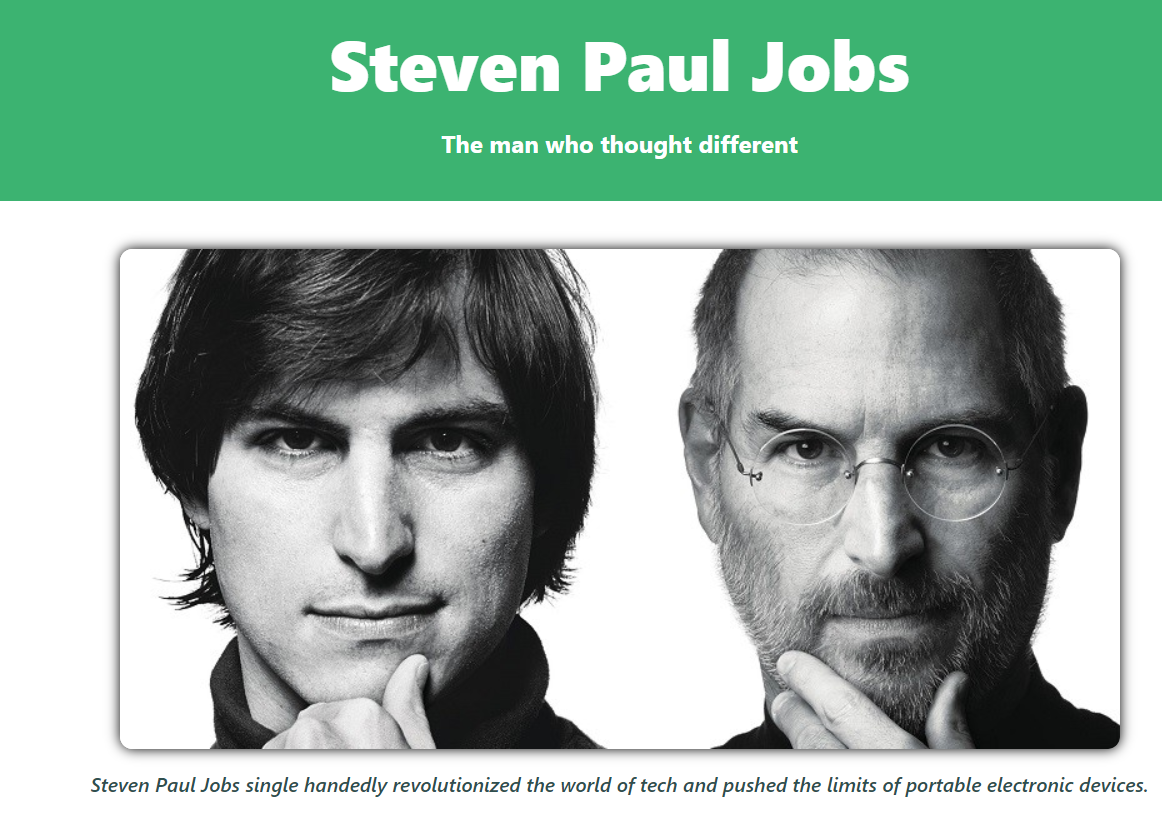 Steven Paul Jobs
The man who thought different
Steven Paul Jobs single handedly revolutionized the world of tech and pushed the limits of portable electronic devices.